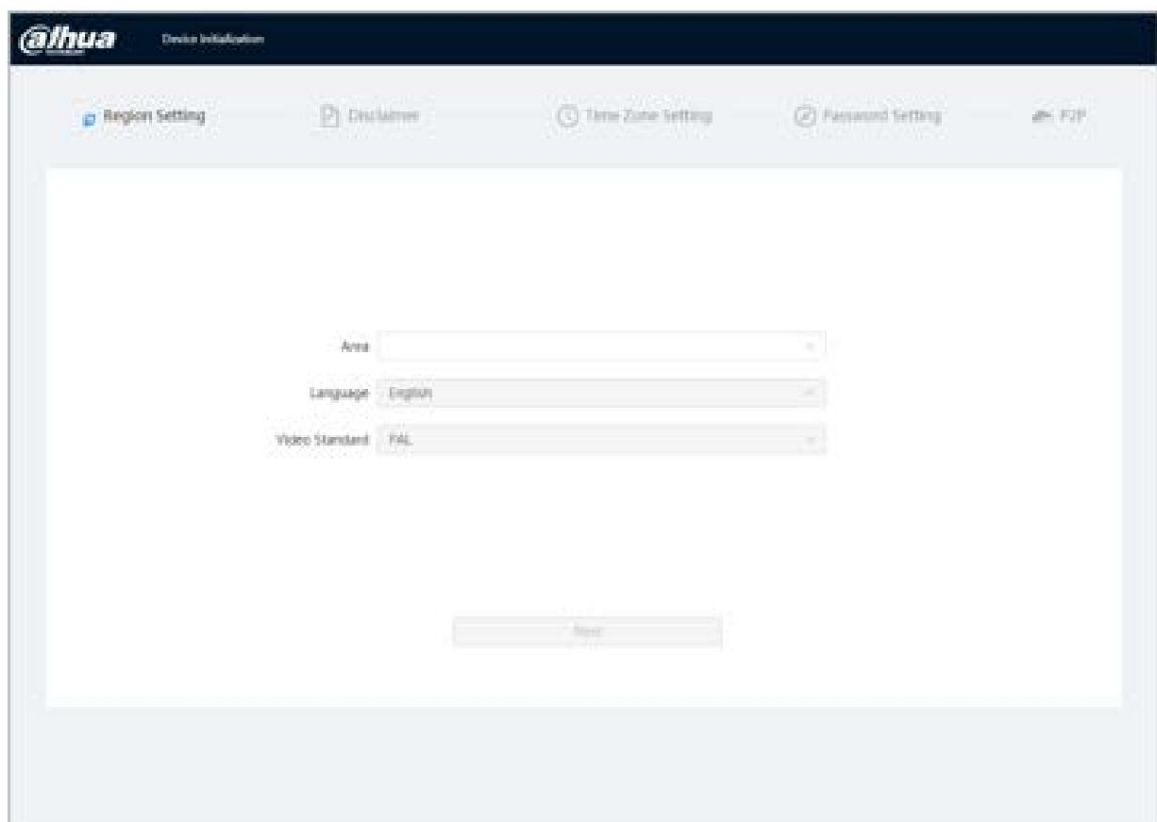 alhua
TECHNOLOGY
Device Initialization
Region Setting
Disclaimer
Time Zone Setting
Password Setting
P2P
Area
Language English
Video Standard PAL
Next